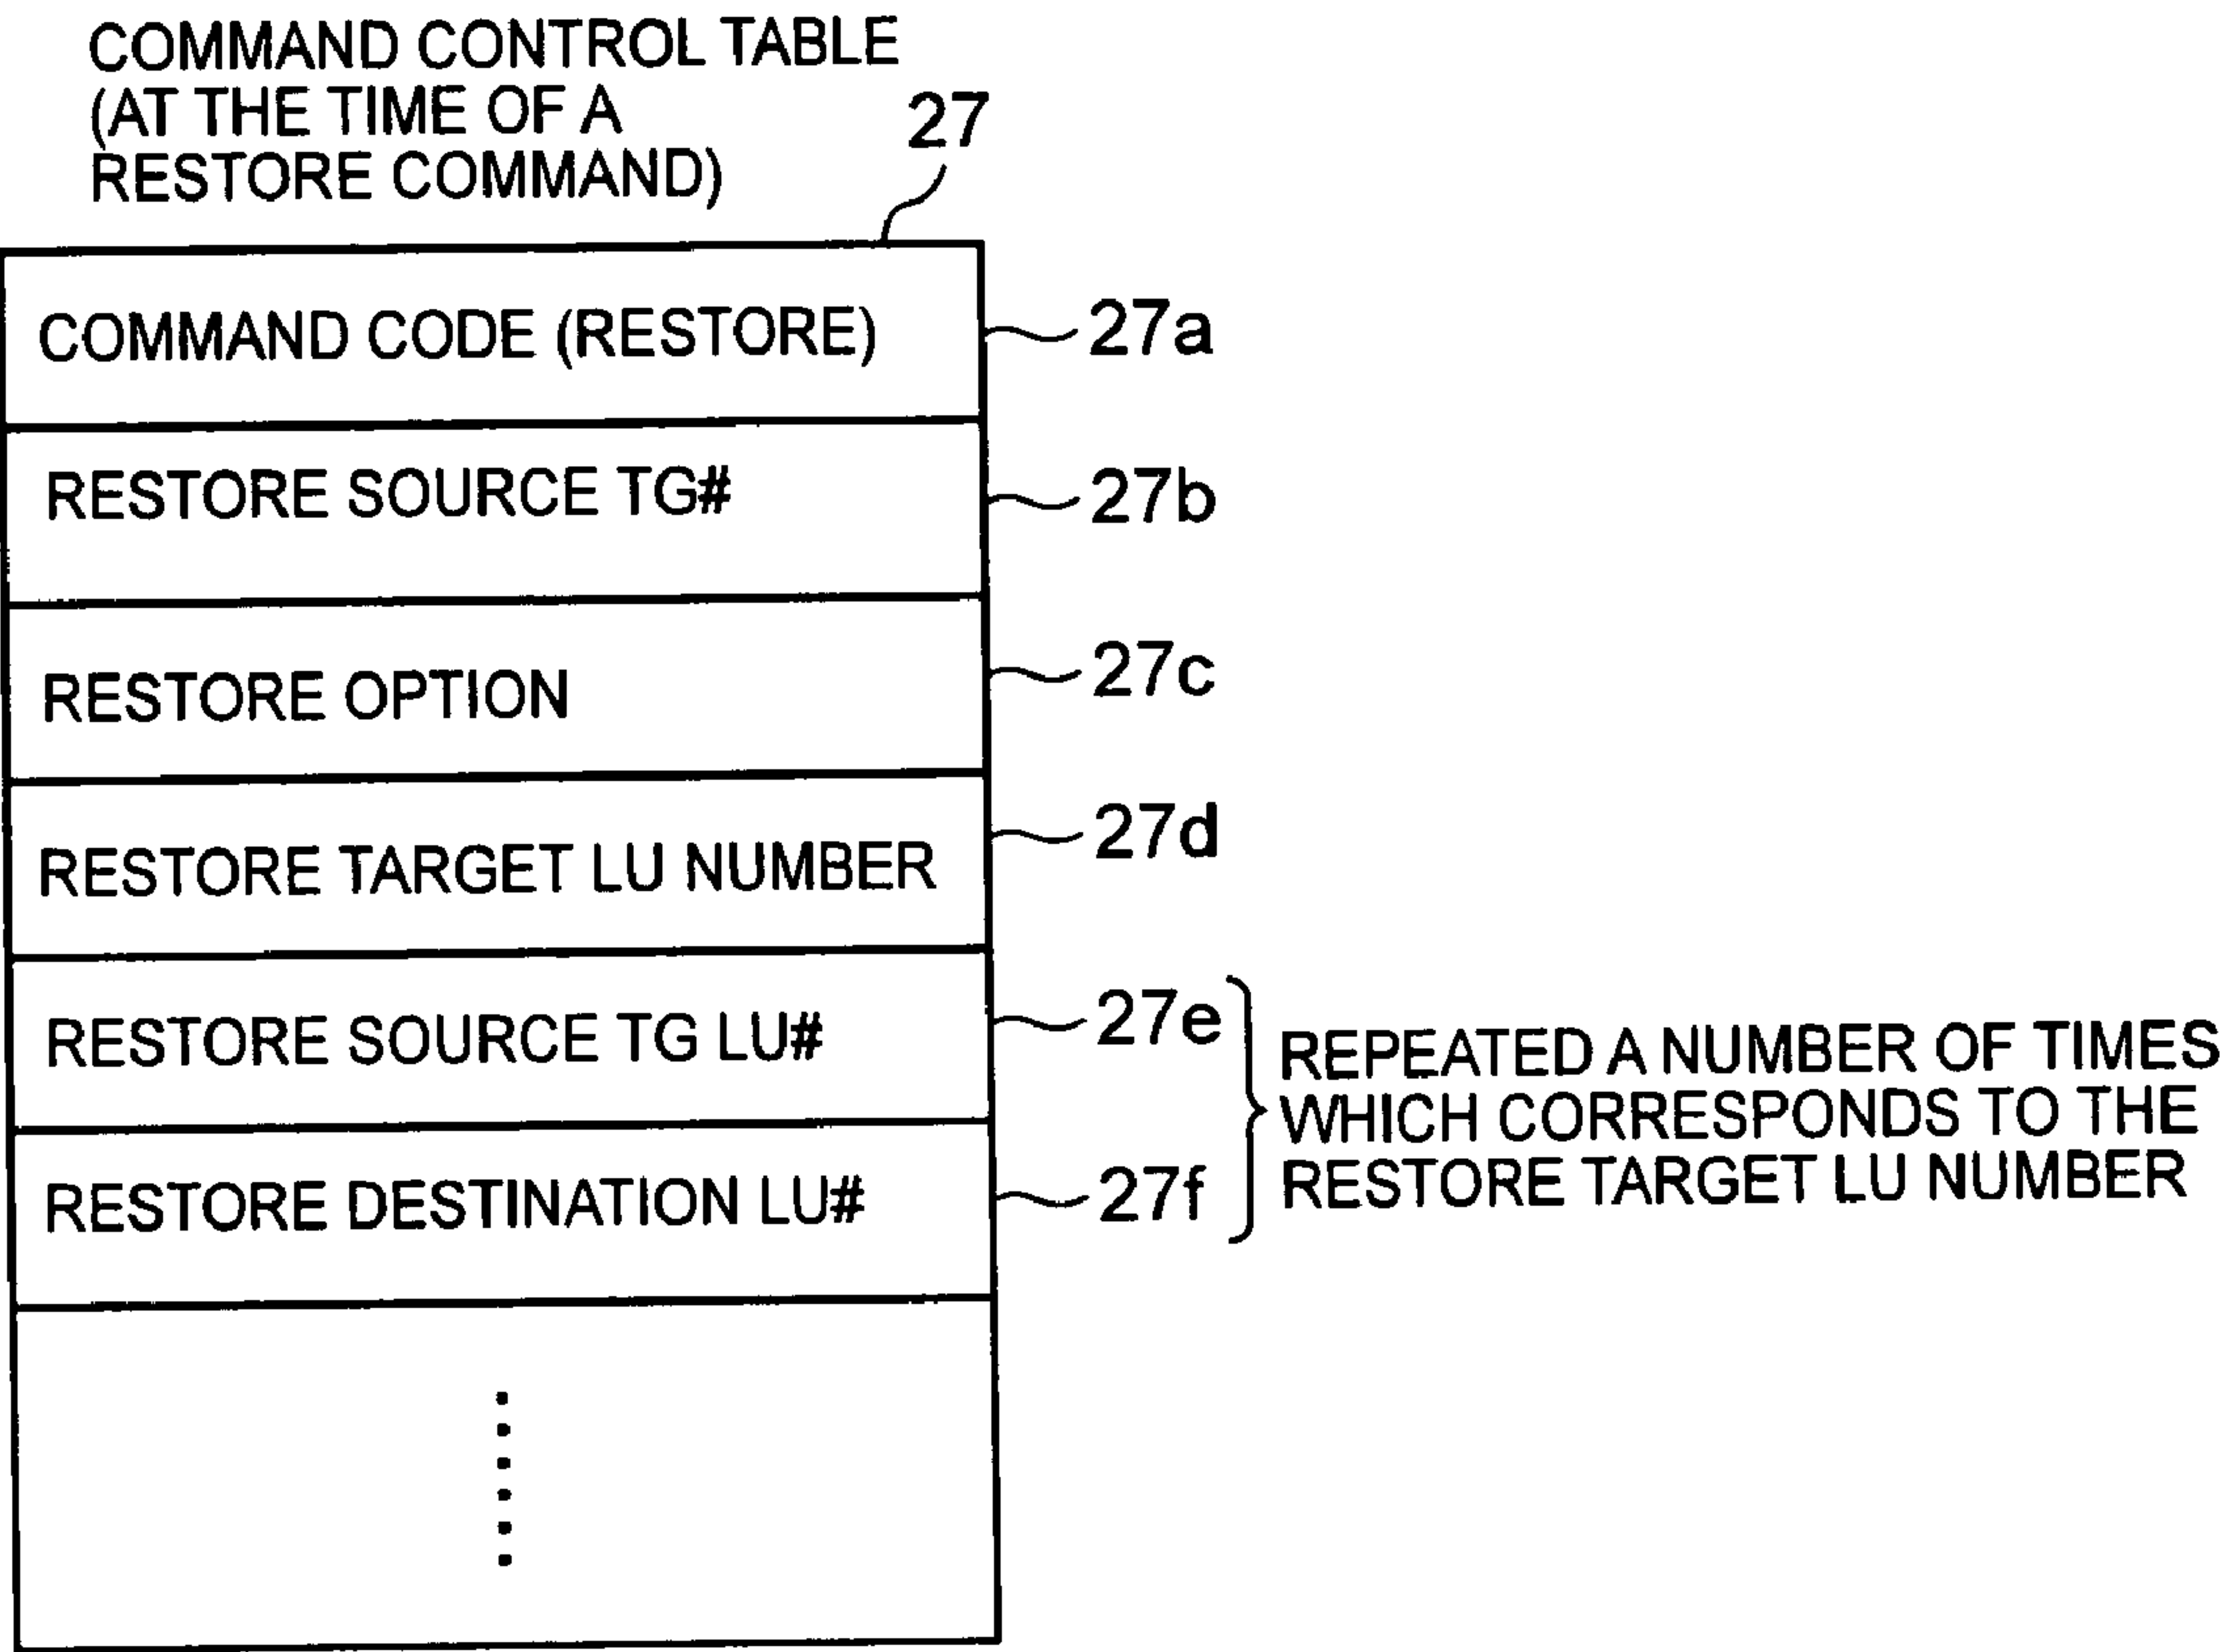 COMMAND CONTROL TABLE
(AT THE TIME OF A
RESTORE COMMAND)
27
COMMAND CODE (RESTORE)
27a
RESTORE SOURCE TG#
27b
RESTORE OPTION
27c
RESTORE TARGET LU NUMBER
27d
RESTORE SOURCE TG LU#
27e
RESTORE DESTINATION LU#
27f
REPEATED A NUMBER OF TIMES
WHICH CORRESPONDS TO THE
RESTORE TARGET LU NUMBER